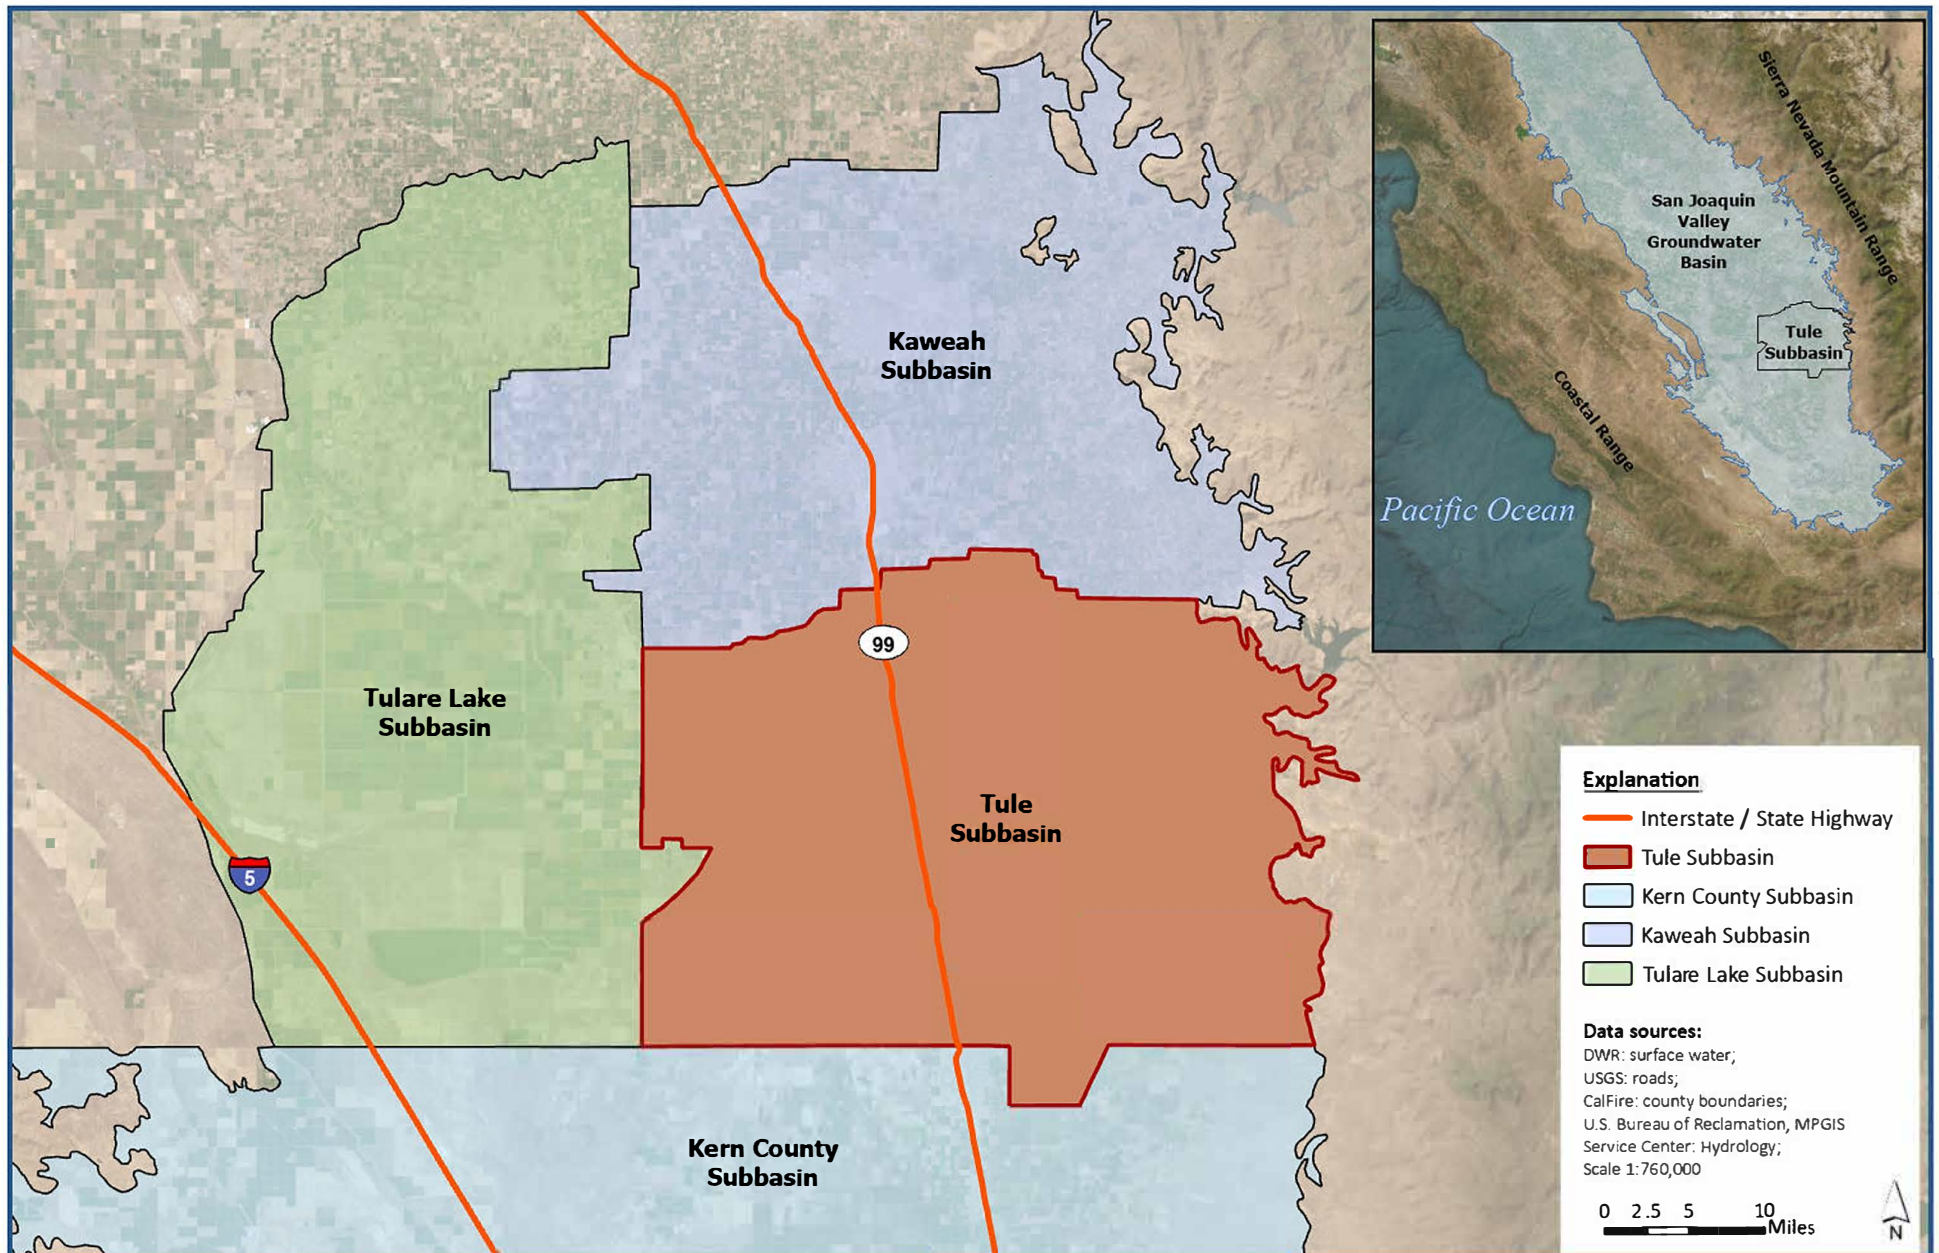 Kaweah
Subbasin
99
Tulare Lake
Subbasin
Tule
Subbasin
5
Kern County
Subbasin
Sierra Nevada Mountain Range
San Joaquin
Valley
Groundwater
Basin
Tule
Subbasin
Coastal Range
Pacific Ocean
Explanation
Interstate / State Highway
Tule Subbasin
Kern County Subbasin
Kaweah Subbasin
Tulare Lake Subbasin
Data sources:
DWR: surface water;
USGS: roads;
CalFire: county boundaries;
U.S. Bureau of Reclamation, MPGIS
Service Center: Hydrology;
Scale 1:760,000
0 2.5 5 10
Miles
N